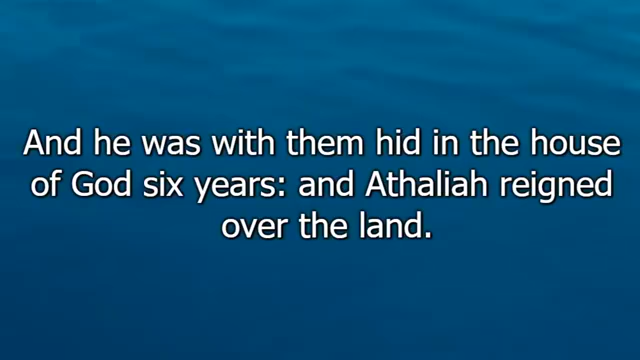 And he was with them hid in the house
of God six years: and Athaliah reigned
over the land.